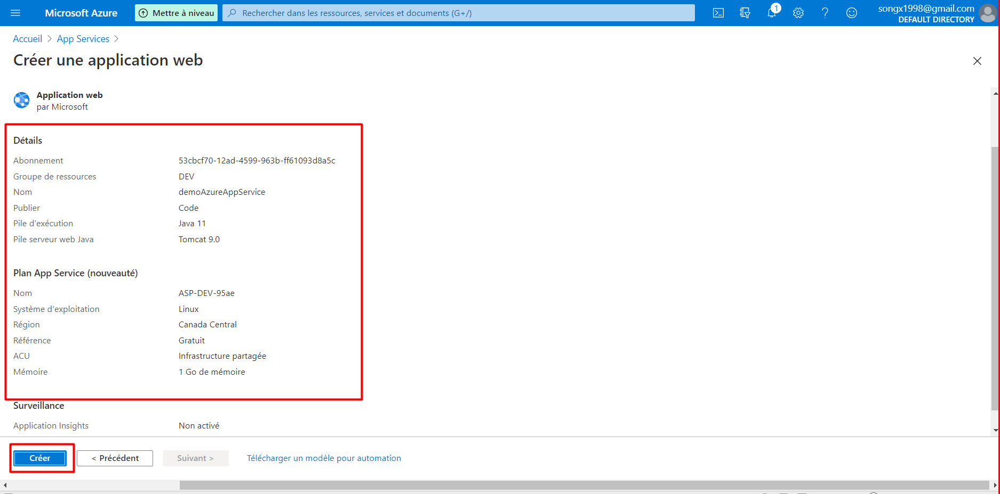 Microsoft Azure
Mettre à niveau
Rechercher dans les ressources, services et documents (G+/)
1
songx1998@gmail.com
DEFAULT DIRECTORY
Accueil > App Services >
Créer une application web
Application web
par Microsoft
Détails
Abonnement 53cbcf70-12ad-4599-963b-ff61093d8a5c
Groupe de ressources DEV
Nom demoAzureAppService
Publier Code
Pile d'exécution Java 11
Pile serveur web Java Tomcat 9.0
Plan App Service (nouveauté)
Nom ASP-DEV-95ae
Système d'exploitation Linux
Région Canada Central
Référence Gratuit
ACU Infrastructure partagée
Mémoire 1 Go de mémoire
Surveillance
Application Insights Non activé
Créer < Précédent Suivant > Télécharger un modèle pour automation